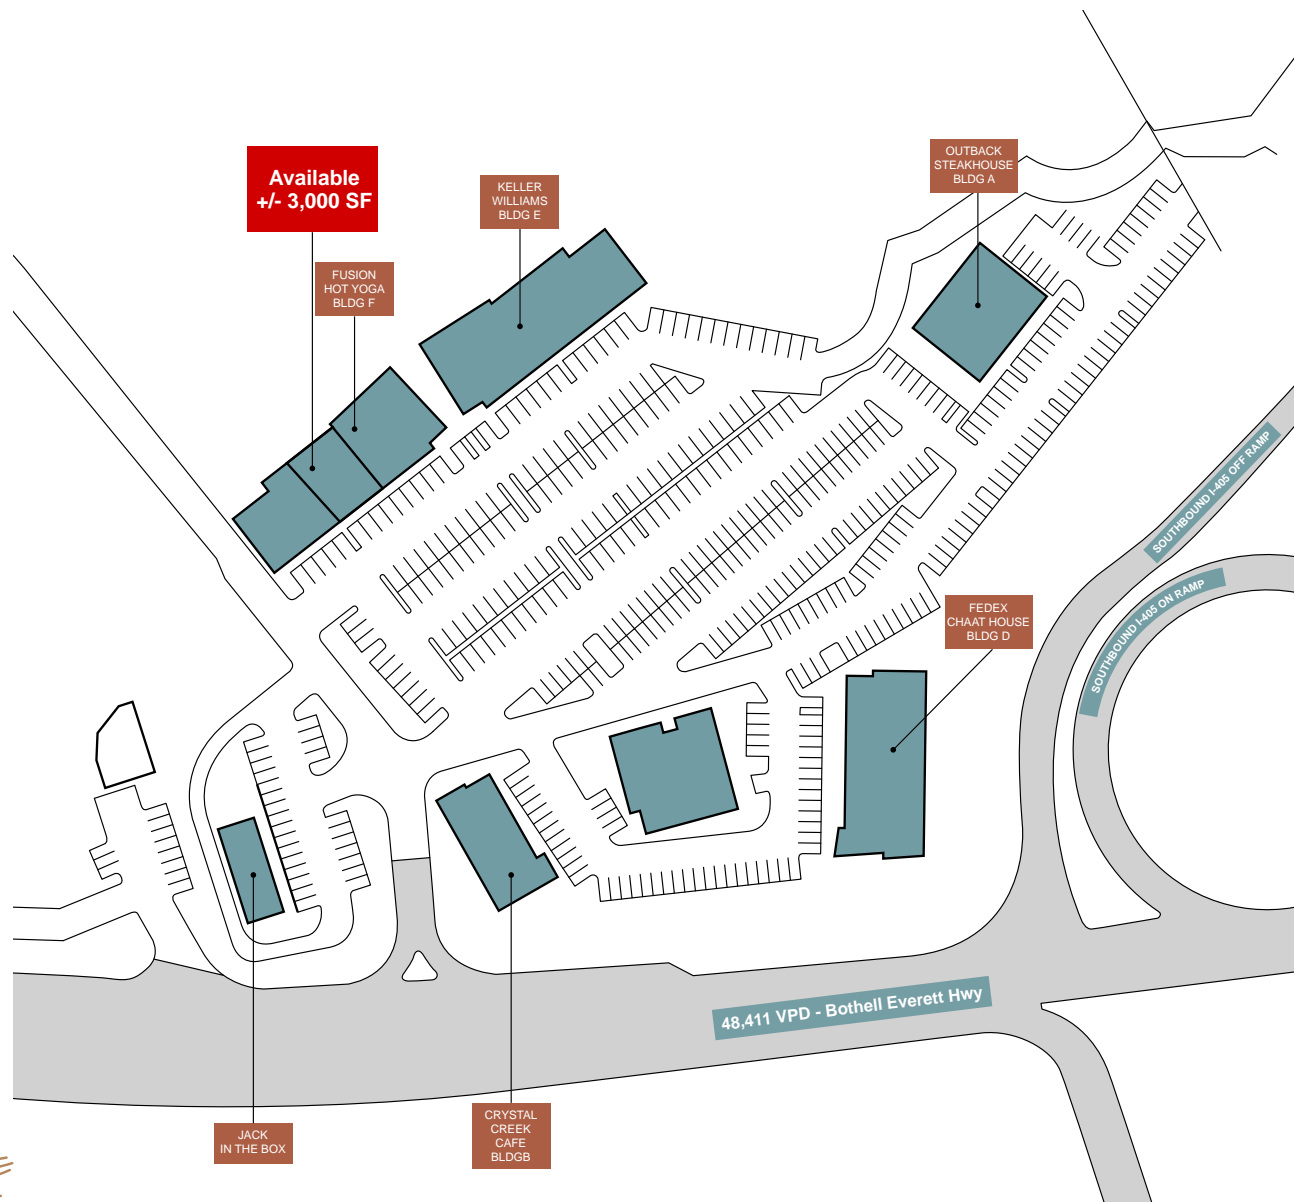 OUTBACK
STEAKHOUSE
BLDG A
Available
+/- 3,000 SF
KELLER
WILLIAMS
BLDG E
FUSION
HOT YOGA
BLDG F
SOUTHBOUND I-405 OFF RAMP
SOUTHBOUND I-405 ON RAMP
FEDEX
CHAAT HOUSE
BLDG D
48,411 VPD - Bothell Everett Hwy
JACK
IN THE BOX
CRYSTAL
CREEK
CAFE
BLDGB